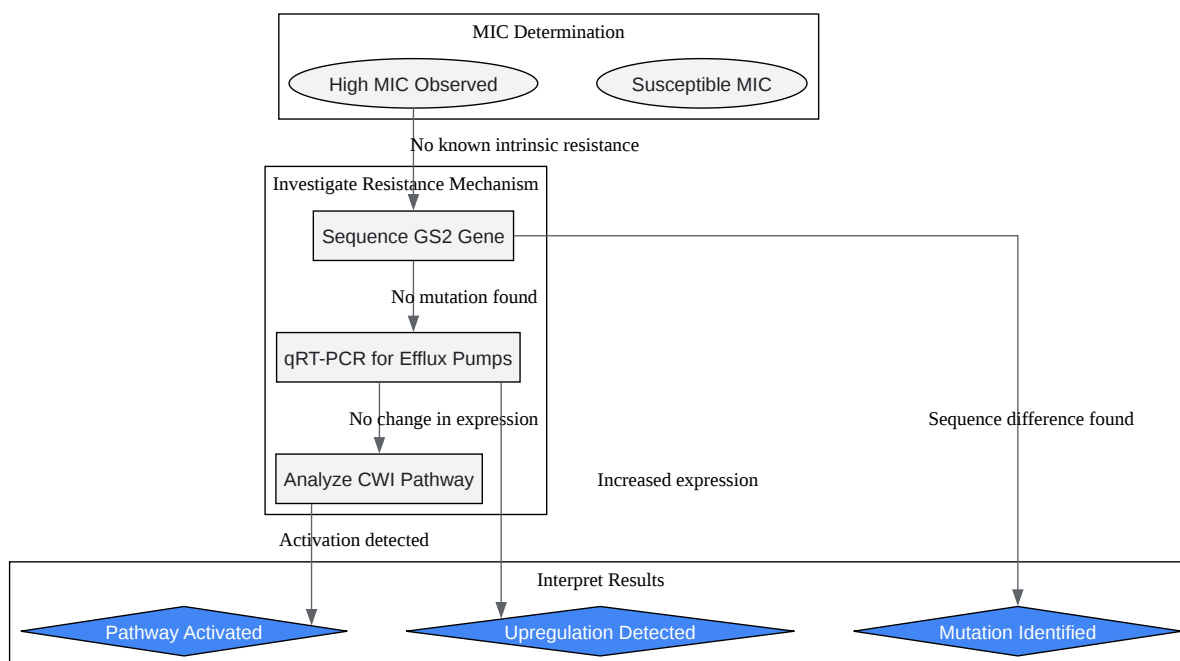 MIC Determination
High MIC Observed
Susceptible MIC
No known intrinsic resistance
Investigate Resistance Mechanism
Sequence GS2 Gene
No mutation found
qRT-PCR for Efflux Pumps
No change in expression
Sequence difference found
Analyze CWI Pathway
Increased expression
Activation detected
Interpret Results
Pathway Activated
Upregulation Detected
Mutation Identified